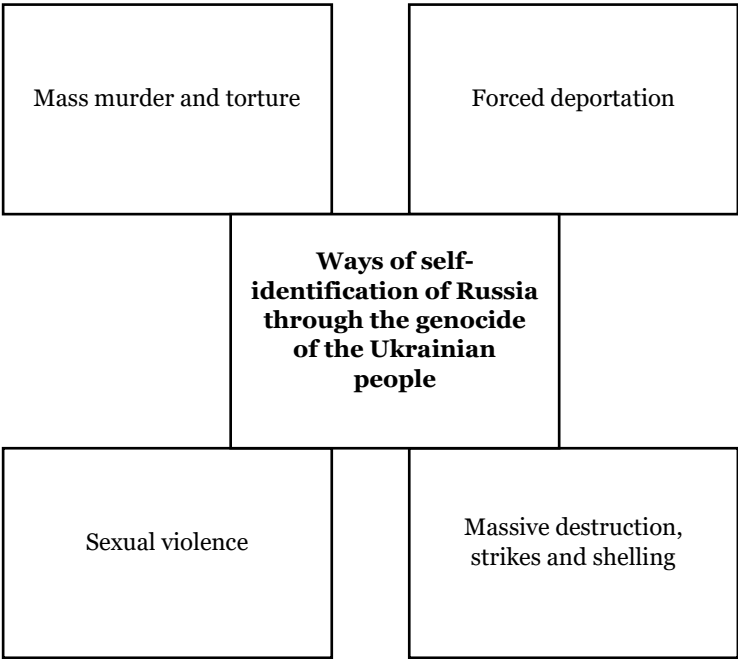 Mass murder and torture
Forced deportation
Ways of self-
identification of Russia
through the genocide
of the Ukrainian
people
Sexual violence
Massive destruction,
strikes and shelling